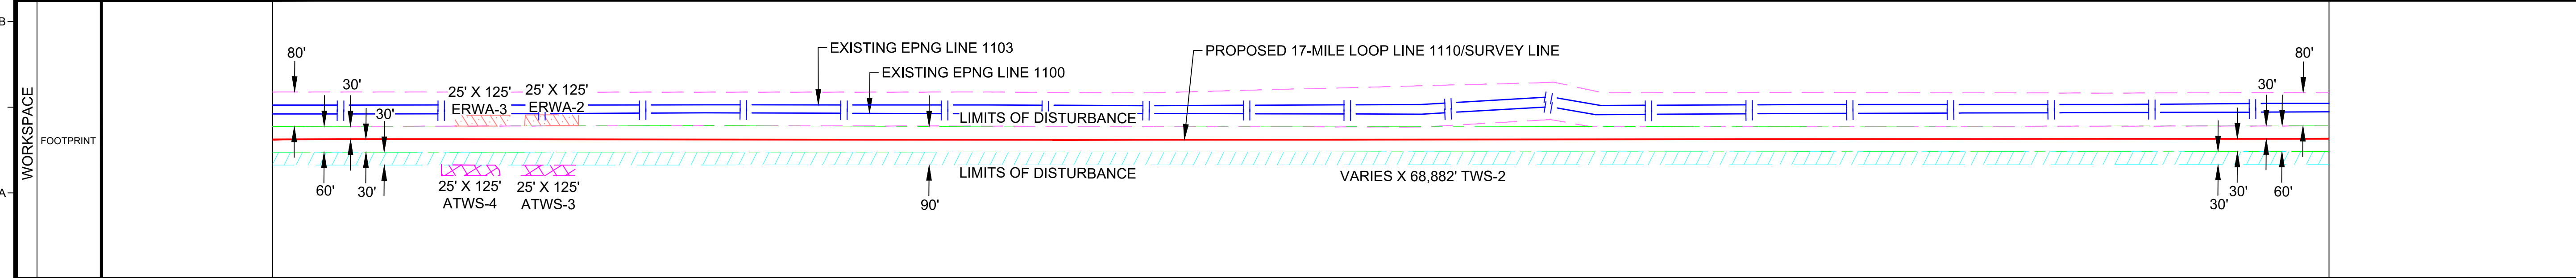 B
A
WORKSPACE
FOOTPRINT
80'
30'
30'
25' X 125'
ERWA-3
25' X 125'
ERWA-2
EXISTING EPNG LINE 1103
EXISTING EPNG LINE 1100
PROPOSED 17-MILE LOOP LINE 1110/SURVEY LINE
LIMITS OF DISTURBANCE
80'
30'
60'
30'
25' X 125'
ATWS-4
25' X 125'
ATWS-3
LIMITS OF DISTURBANCE
90'
VARIES X 68,882' TWS-2
30'
30'
60'